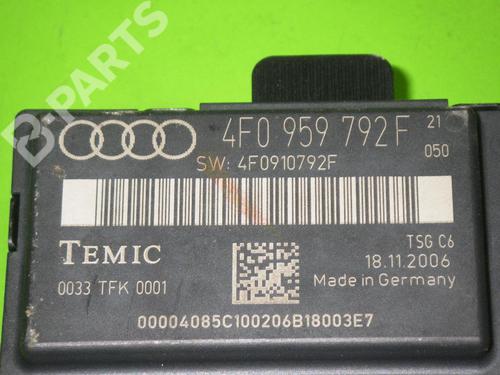 B-PARTS
4F0 959 792F 21
050
SW: 4F0910792F
TEMIC
TSG C6
18.11.2006
0033 TFK 0001
Made in Germany
00004085C100206B18003E7